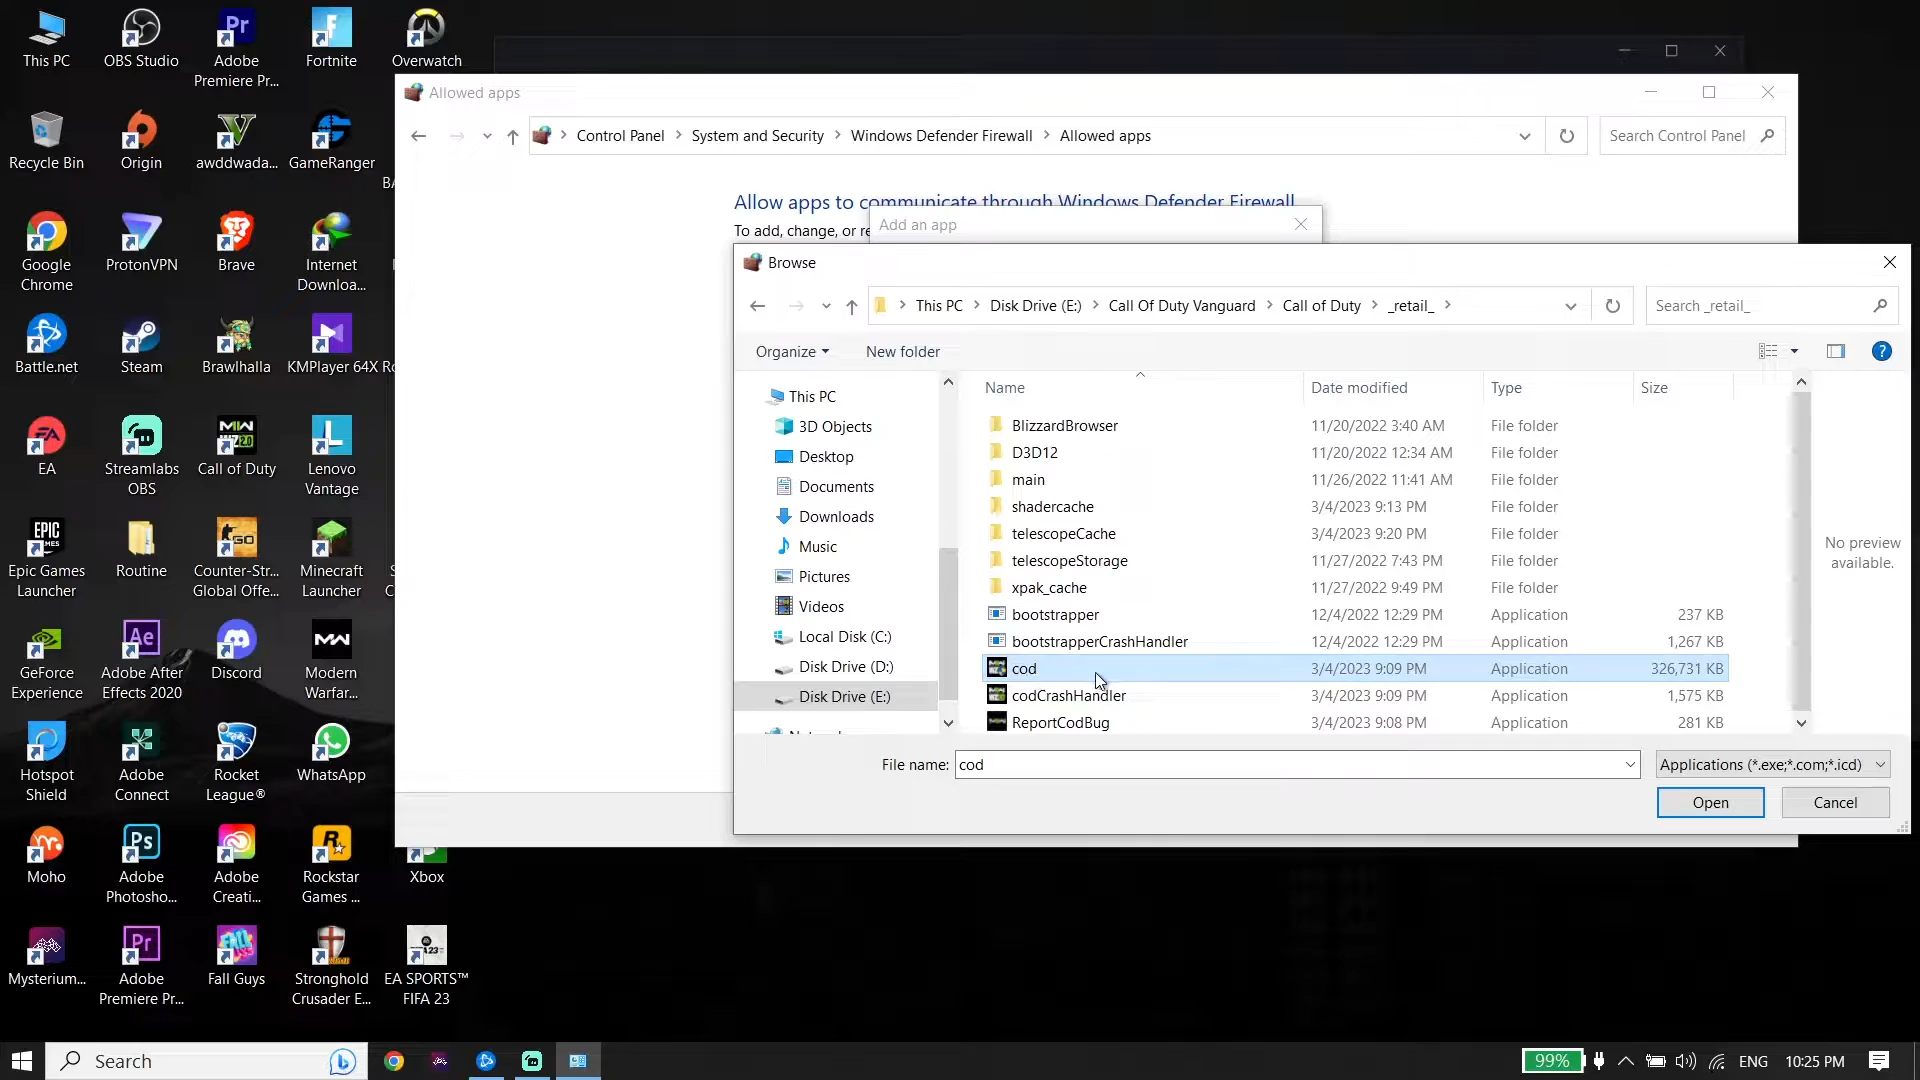 This PC
OBS Studio
Adobe
Premiere Pr...
Fortnite
Overwatch
Recycle Bin
Origin
awddwada...
GameRanger
Google
Chrome
ProtonVPN
Brave
Internet
Downloa...
Battle.net
Steam
Brawlhalla
KMPlayer 64X
EA
Streamlabs
OBS
Call of Duty
Lenovo
Vantage
Epic Games
Launcher
Routine
Counter-Str...
Global Offe...
Minecraft
Launcher
GeForce
Experience
Adobe After
Effects 2020
Discord
Modern
Warfar...
Hotspot
Shield
Adobe
Connect
Rocket
League®
WhatsApp
Moho
Adobe
Photosho...
Adobe
Creati...
Rockstar
Games ...
Xbox
Mysterium...
Adobe
Premiere Pr...
Fall Guys
Stronghold
Crusader E...
EA SPORTS™
FIFA 23
Allowed apps
Control Panel > System and Security > Windows Defender Firewall > Allowed apps
Search Control Panel
Allow apps to communicate through Windows Defender Firewall
To add, change, or re
Add an app
Browse
This PC > Disk Drive (E:) > Call Of Duty Vanguard > Call of Duty > _retail_ >
Search _retail_
Organize
New folder
This PC
3D Objects
Desktop
Documents
Downloads
Music
Pictures
Videos
Local Disk (C:)
Disk Drive (D:)
Disk Drive (E:)
Name Date modified Type Size
BlizzardBrowser 11/20/2022 3:40 AM File folder
D3D12 11/20/2022 12:34 AM File folder
main 11/26/2022 11:41 AM File folder
shadercache 3/4/2023 9:13 PM File folder
telescopeCache 3/4/2023 9:20 PM File folder
telescopeStorage 11/27/2022 7:43 PM File folder
xpak_cache 11/27/2022 9:49 PM File folder
bootstrapper 12/4/2022 12:29 PM Application 237 KB
bootstrapperCrashHandler 12/4/2022 12:29 PM Application 1,267 KB
cod 3/4/2023 9:09 PM Application 326,731 KB
codCrashHandler 3/4/2023 9:09 PM Application 1,575 KB
ReportCodBug 3/4/2023 9:08 PM Application 281 KB
No preview
available.
File name: cod
Applications (*.exe;*.com;*.icd)
Open
Cancel
Search
99%
ENG
10:25 PM